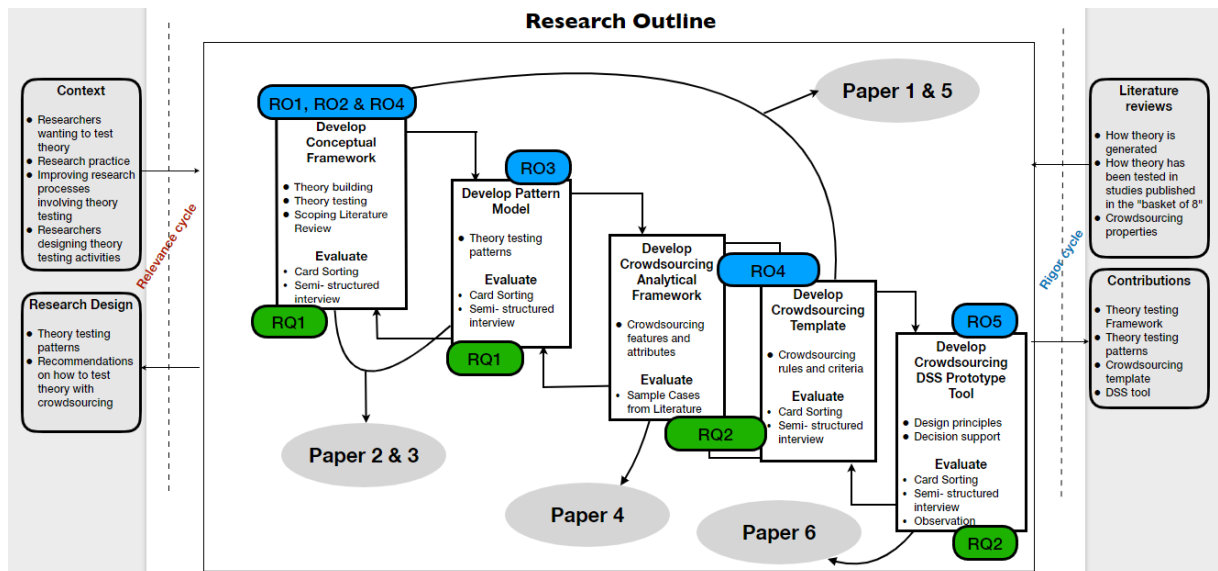 Research Outline
Context
● Researchers
wanting to test
theory
● Research practice
● Improving research
processes
involving theory
testing
● Researchers
designing theory
testing activities
Research Design
● Theory testing
patterns
● Recommendations
on how to test
theory with
crowdsourcing
Relevance cycle
RO1, RO2 & RO4
Develop
Conceptual
Framework
● Theory building
● Theory testing
● Scoping Literature
Review
Evaluate
• Card Sorting
• Semi- structured
interview
RQ1
RO3
Develop Pattern
Model
● Theory testing
patterns
Evaluate
• Card Sorting
• Semi- structured
interview
RQ1
Develop
Crowdsourcing
Analytical
Framework
● Crowdsourcing
features and
attributes
Evaluate
• Sample Cases
from Literature
RQ2
RO4
Develop
Crowdsourcing
Template
● Crowdsourcing
rules and criteria
Evaluate
• Card Sorting
• Semi- structured
interview
RO5
Develop
Crowdsourcing
DSS Prototype
Tool
● Design principles
● Decision support
Evaluate
• Card Sorting
• Semi- structured
interview
• Observation
RQ2
Paper 1 & 5
Paper 2 & 3
Paper 4
Paper 6
Rigor cycle
Literature
reviews
● How theory is
generated
● How theory has
been tested in
studies published
in the "basket of 8"
● Crowdsourcing
properties
Contributions
● Theory testing
Framework
● Theory testing
patterns
● Crowdsourcing
template
● DSS tool